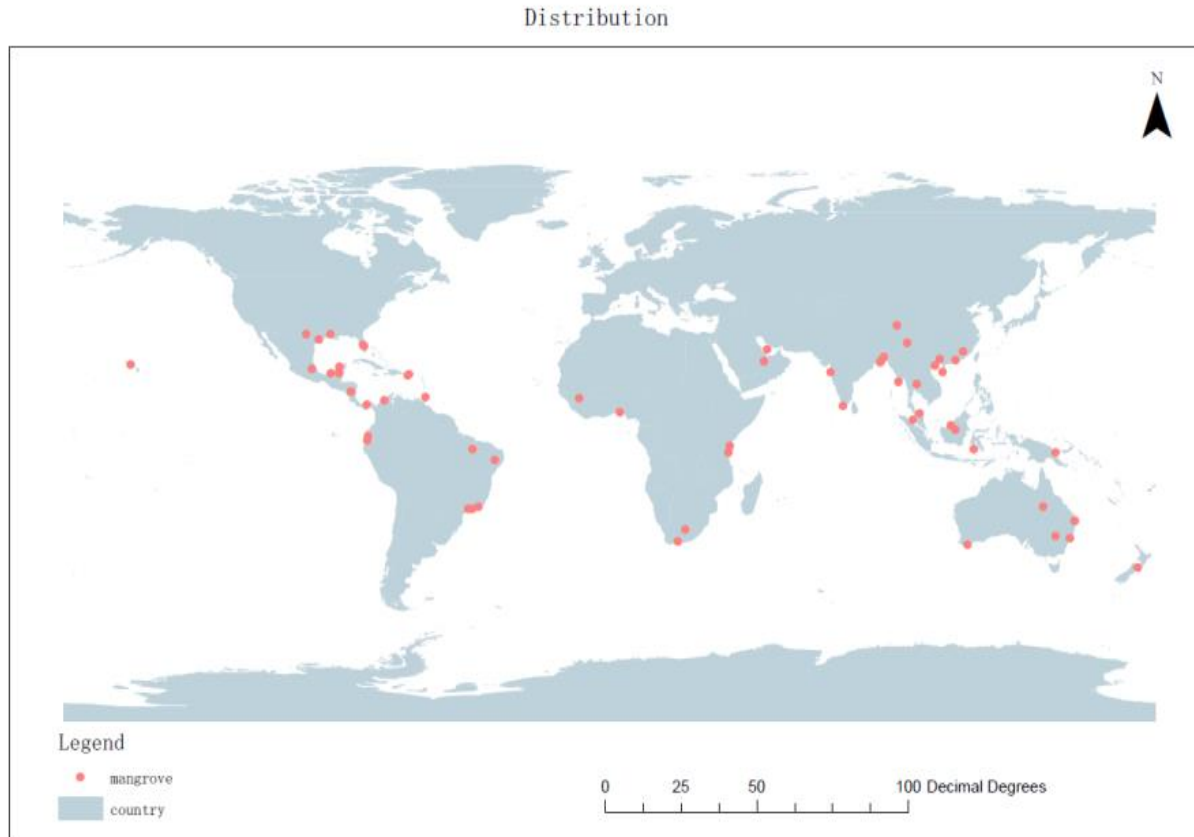 Distribution
N
Legend
mangrove
country
0 25 50 100 Decimal Degrees